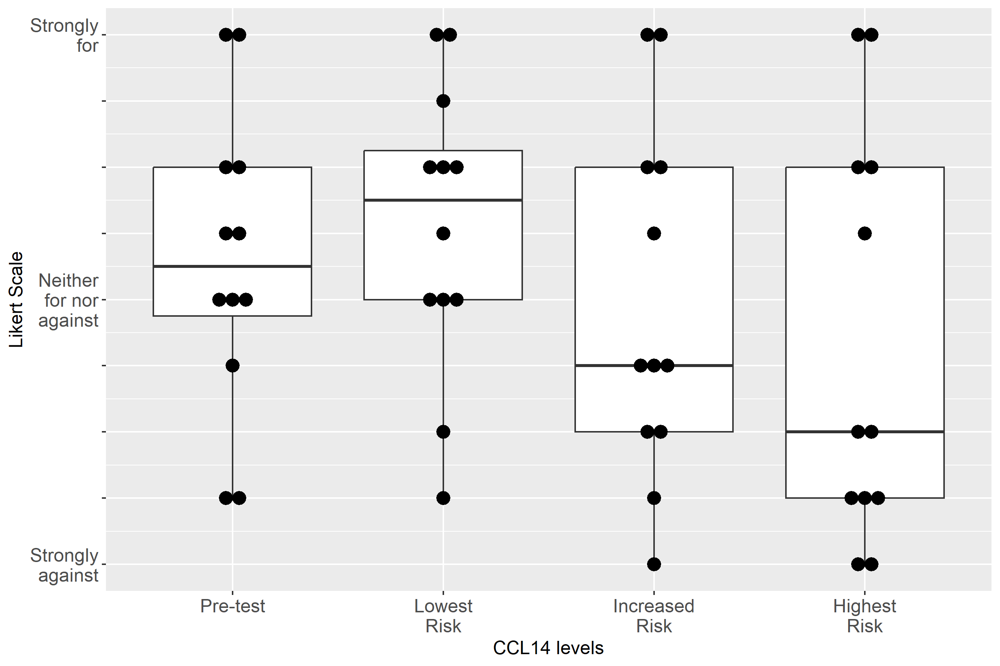 Strongly
for
Neither
for nor
against
Strongly
against
Likert Scale
Pre-test
Lowest
Risk
Increased
Risk
Highest
Risk
CCL14 levels